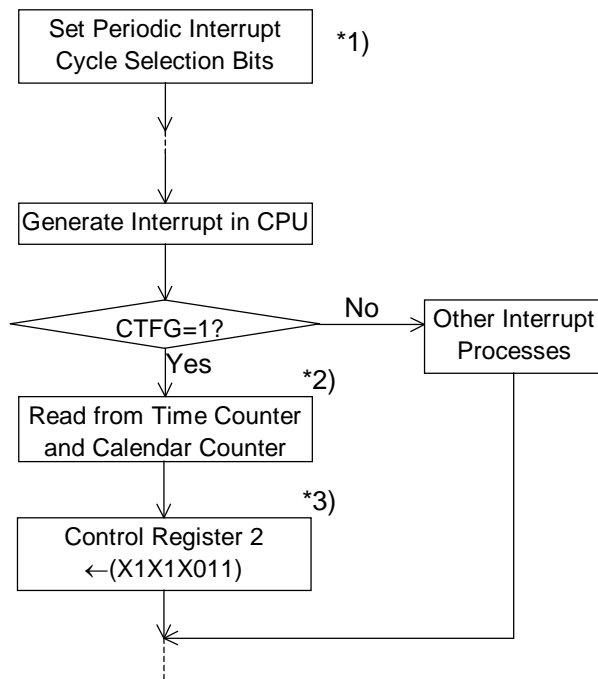 Set Periodic Interrupt
Cycle Selection Bits
*1)
Generate Interrupt in CPU
CTFG=1?
No
Other Interrupt
Processes
Yes
*2)
Read from Time Counter
and Calendar Counter
*3)
Control Register 2
←(X1X1X011)